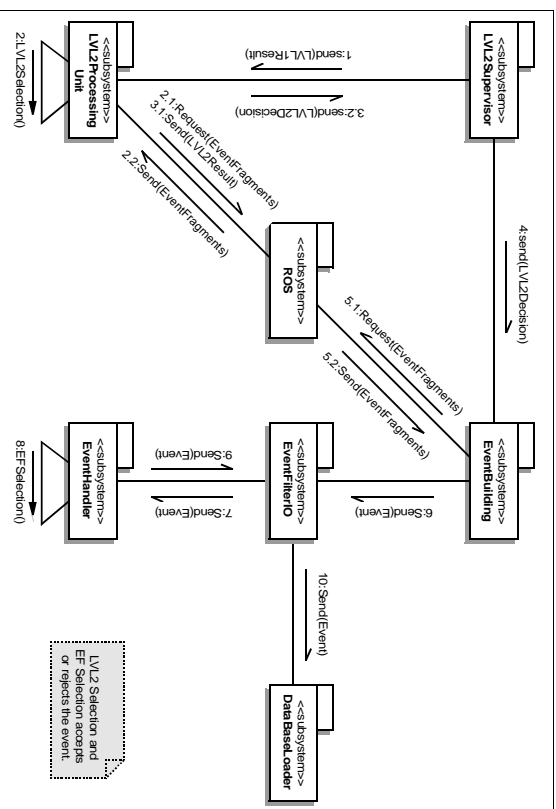 <<subsystem>>
LVL2Supervisor
4:send(LVL2Decision)
<<subsystem>>
EventBuilding
1:send(LVL1Result)
3.2:send(LVL2Decision)
5.1:Request(EventFragments)
5.2:Send(EventFragments)
6:Send(Event)
<<subsystem>>
ROS
<<subsystem>>
EventFilterIO
10:Send(Event)
<<subsystem>>
DataBaseLoader
2.1:Request(EventFragments)
3.1:Send(LVL2Result)
2.2:Send(EventFragments)
9:Send(Event)
7:Send(Event)
<<subsystem>>
LVL2Processing
Unit
2:LVL2Selection()
<<subsystem>>
EventHandler
8:EFSelection()
LVL2 Selection and
EF Selection accepts
or rejects the event.